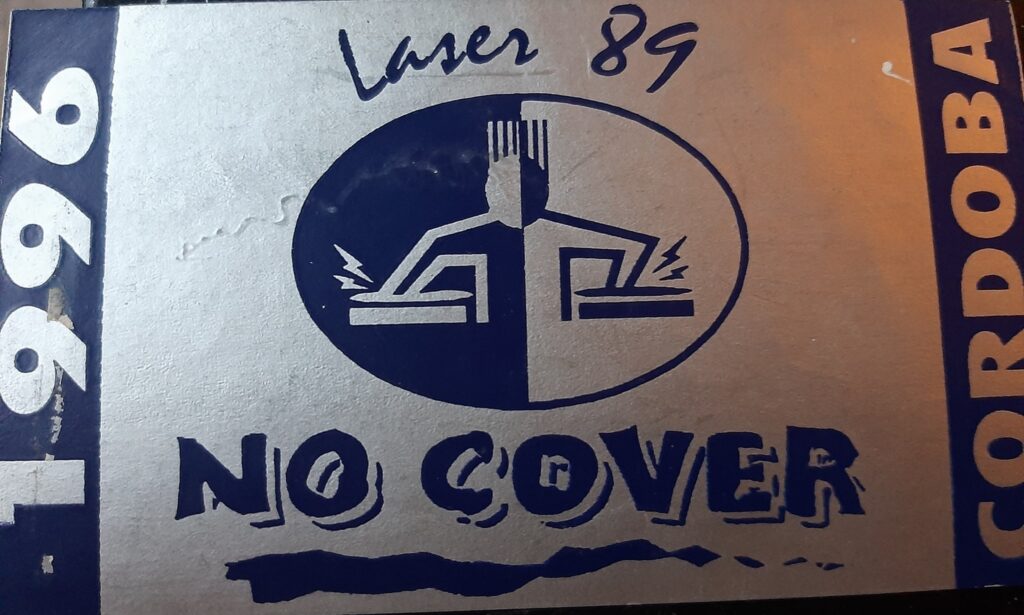 Laser 89
1996
CORDOBA
NO COVER